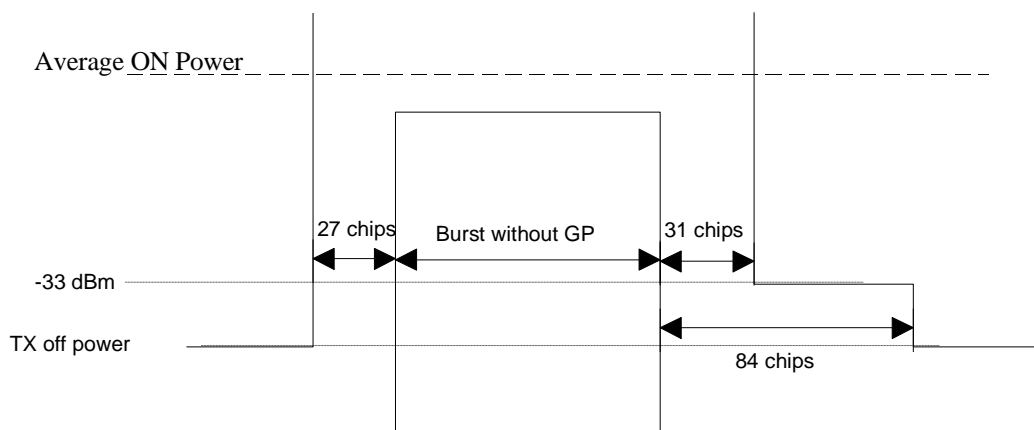 Average ON Power
27 chips
Burst without GP
31 chips
-33 dBm
TX off power
84 chips